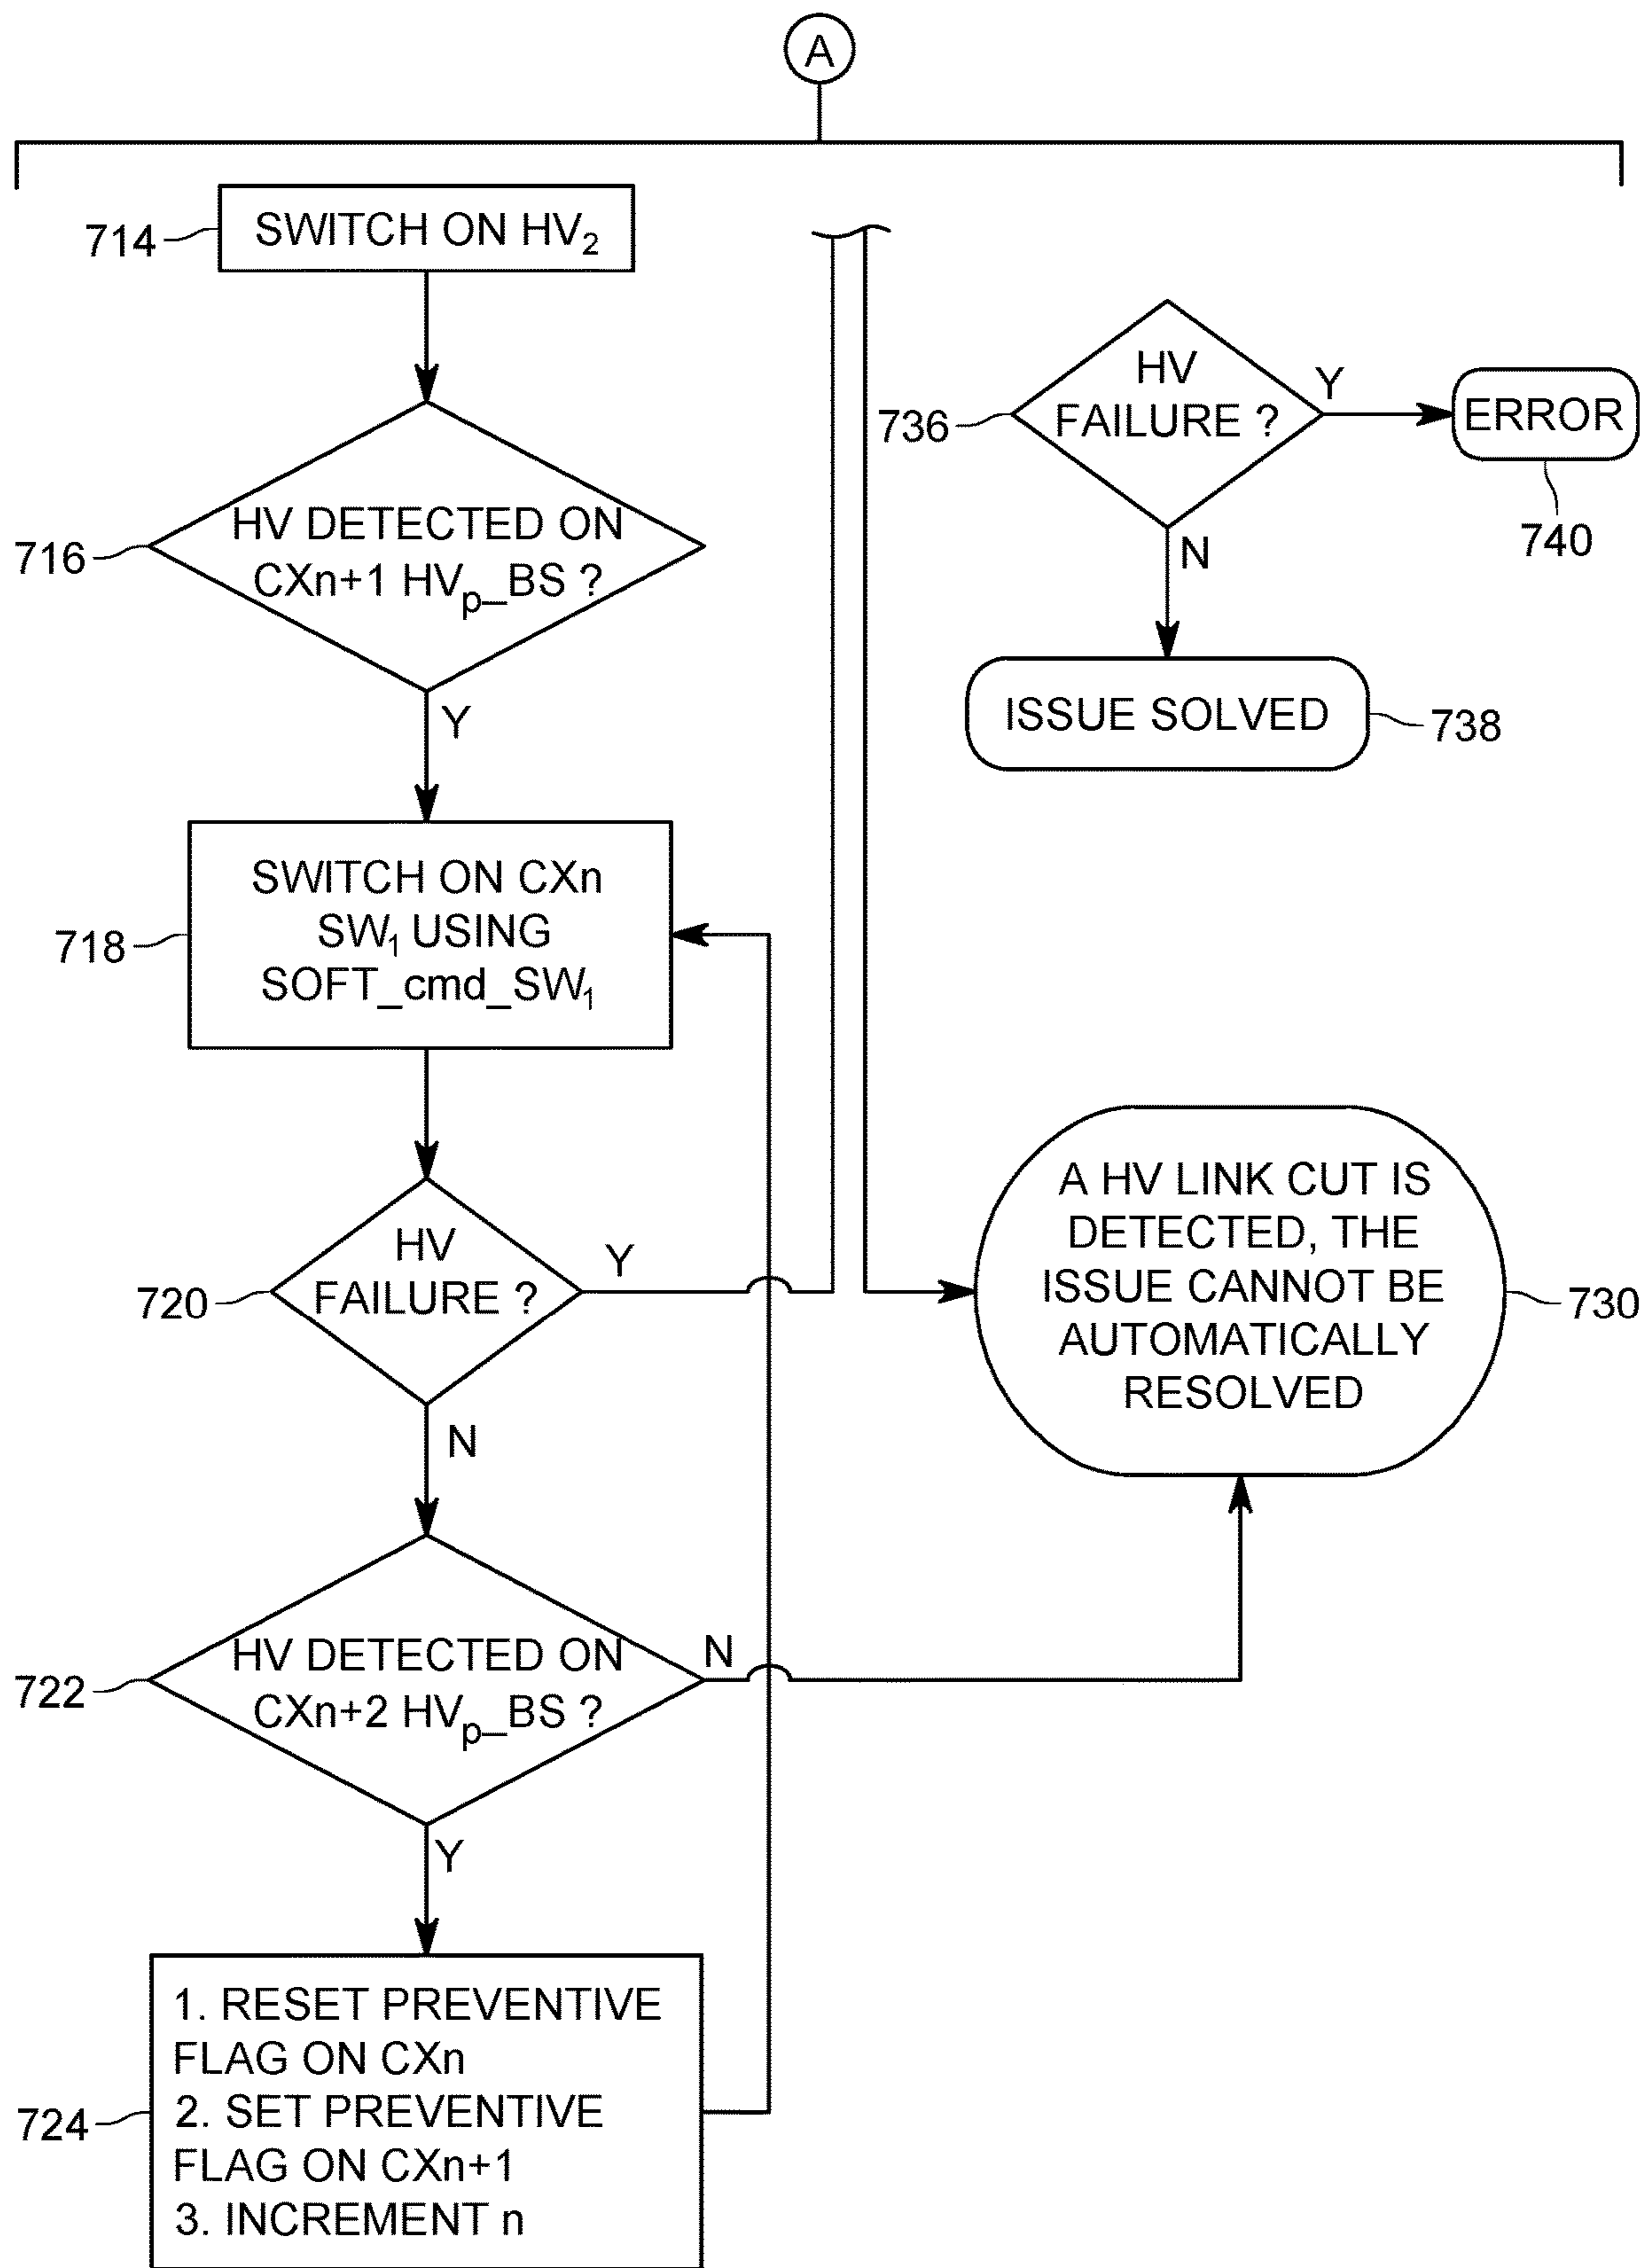 A
714
SWITCH ON HV₂
716
HV DETECTED ON
CXn+1 HVₚ_BS ?
Y
718
SWITCH ON CXn
SW₁ USING
SOFT_cmd_SW₁
720
HV
FAILURE ?
Y
N
722
HV DETECTED ON
CXn+2 HVₚ_BS ?
N
Y
724
1. RESET PREVENTIVE
FLAG ON CXn
2. SET PREVENTIVE
FLAG ON CXn+1
3. INCREMENT n
736
HV
FAILURE ?
Y
ERROR
740
N
ISSUE SOLVED
738
A HV LINK CUT IS
DETECTED, THE
ISSUE CANNOT BE
AUTOMATICALLY
RESOLVED
730